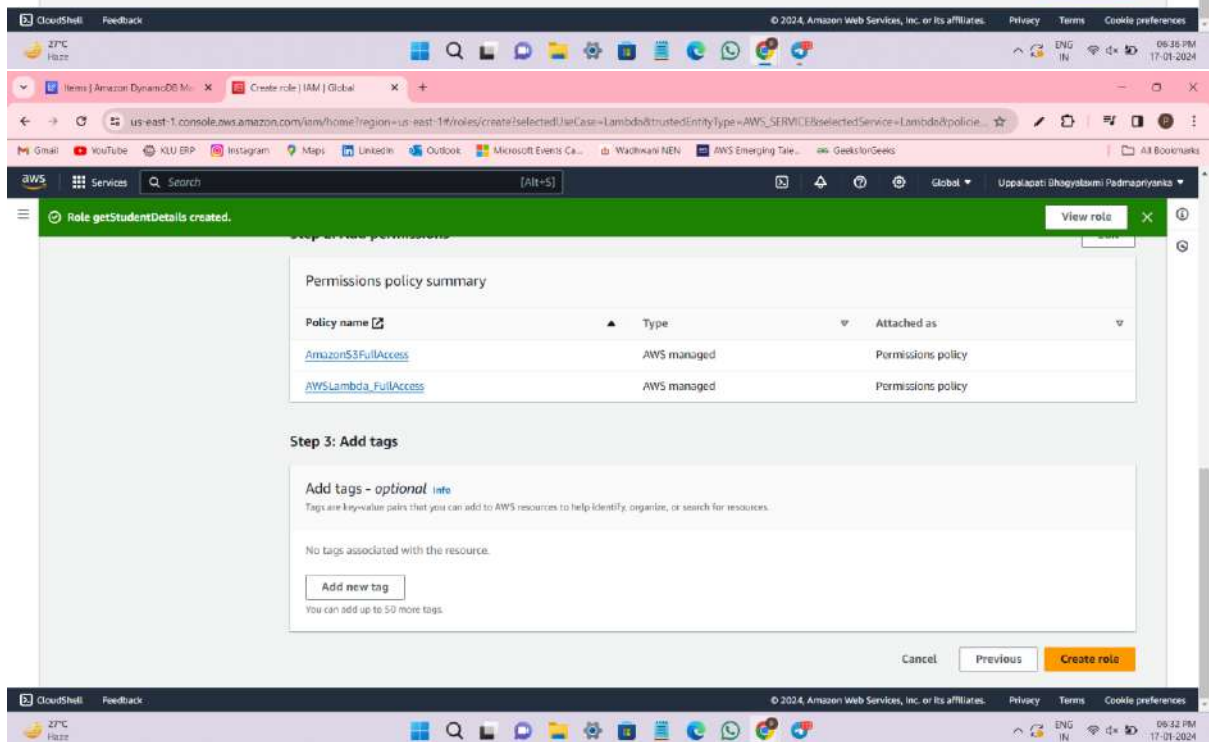 CloudShell Feedback © 2024, Amazon Web Services, Inc. or its affiliates. Privacy Terms Cookie preferences
27°C
Haze
ENG
IN
06:36 PM
17-01-2024
Items | Amazon DynamoDB Create role | IAM | Global
us-east-1.console.aws.amazon.com/iam/home?region=us-east-1#/roles/create?selectedUseCase=Lambda&trustedEntityType=AWS_SERVICE&selectedService=Lambda&policie...
Gmail YouTube KLU ERP Instagram Maps LinkedIn Outlook Microsoft Events Ca... Wadhwani NEN AWS Emerging Tale... GeeksforGeeks All Bookmarks
aws Services Search [Alt+S] Global Uppalapati Bhagyalaxmi Padmapriyanka
Role getStudentDetails created. View role
Step 2: Add permissions
Permissions policy summary
Policy name Type Attached as
AmazonS3FullAccess AWS managed Permissions policy
AWSLambda_FullAccess AWS managed Permissions policy
Step 3: Add tags
Add tags - optional Info
Tags are key-value pairs that you can add to AWS resources to help identify, organize, or search for resources.
No tags associated with the resource.
Add new tag
You can add up to 50 more tags.
Cancel Previous Create role
CloudShell Feedback © 2024, Amazon Web Services, Inc. or its affiliates. Privacy Terms Cookie preferences
27°C
Haze
ENG
IN
06:32 PM
17-01-2024